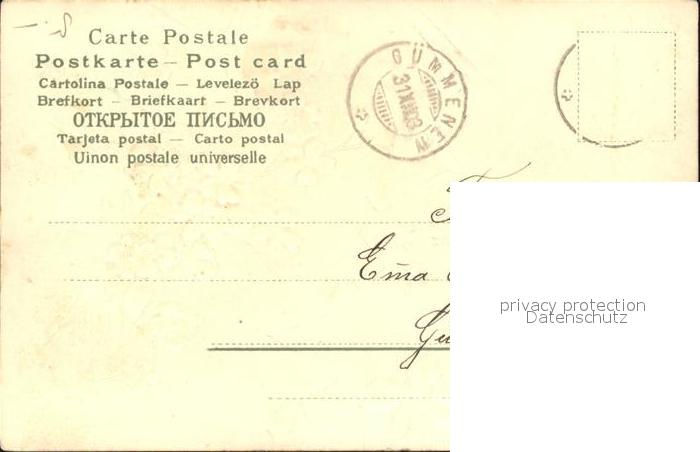 Carte Postale
Postkarte – Post card
Cartolina Postale — Levelezö Lap
Brefkort – Briefkaart – Brevkort
ОТКРЫТОЕ ПИСЬМО
Tarjeta postal — Carto postal
Uinon postale universelle
GÜMMENEN
Ema
privacy protection
Datenschutz